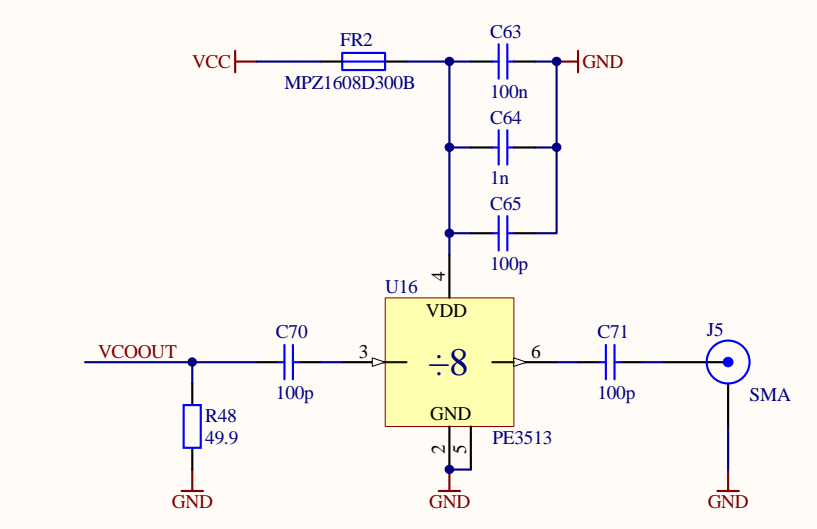 C63
FR2
VCC
GND
MPZ1608D300B
100n
C64
1n
C65
100p
4
U16
VDD
C70
C71
J5
VCOOUT
3
÷8
6
100p
100p
SMA
R48
49.9
GND
2
5
PE3513
GND
GND
GND